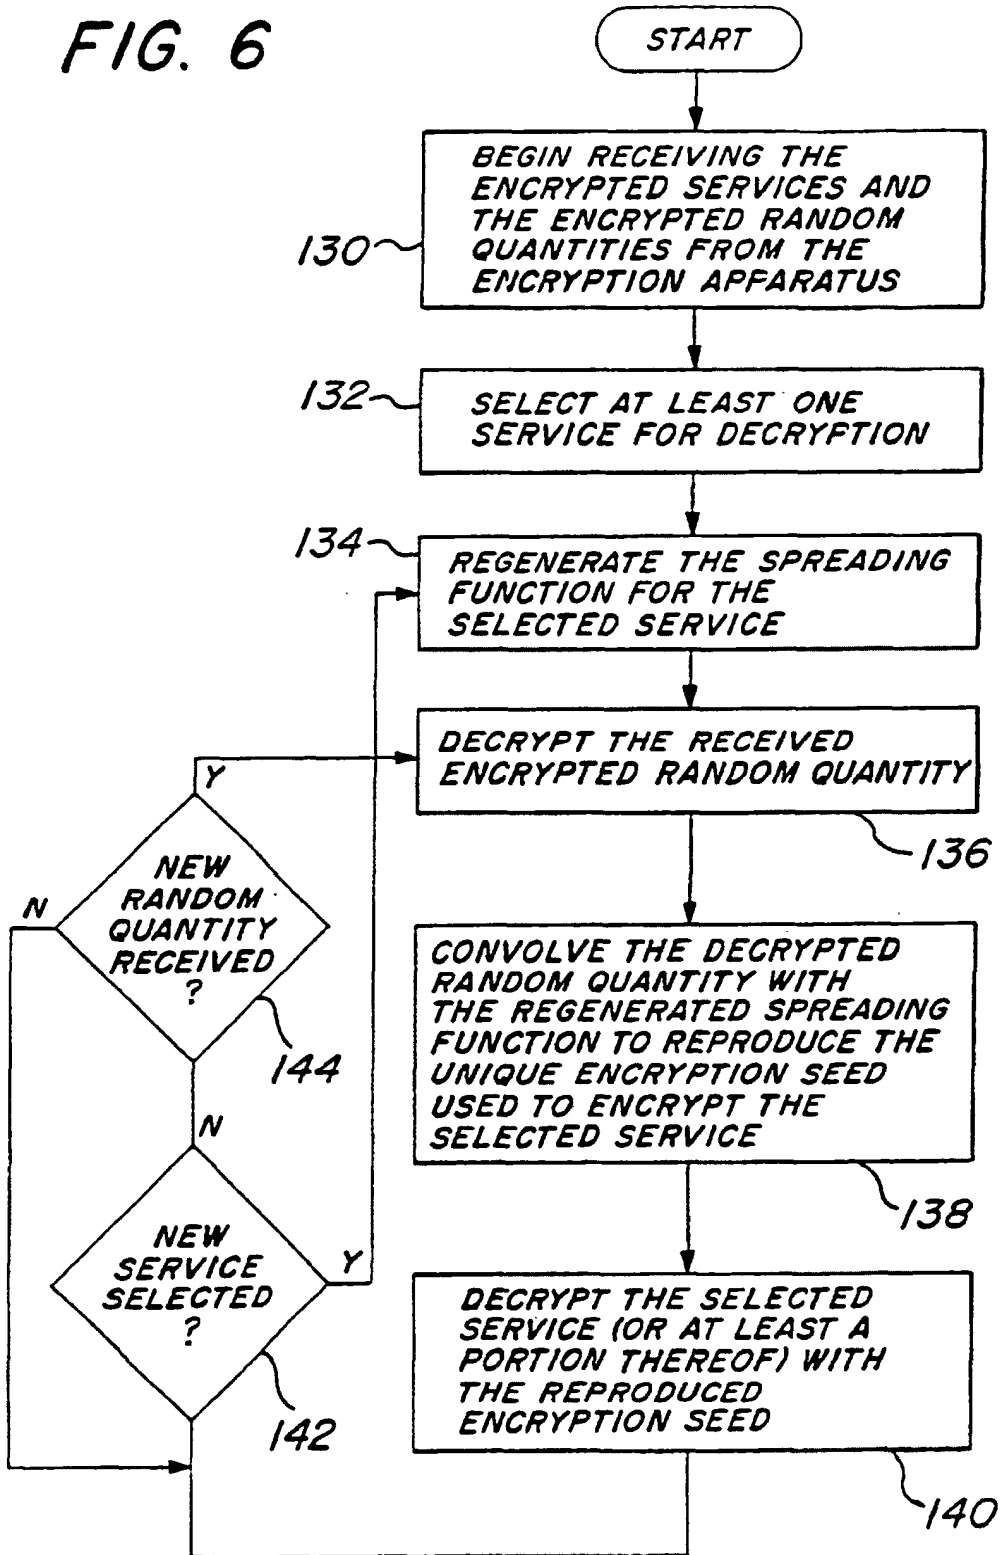 FIG. 6
START
BEGIN RECEIVING THE
ENCRYPTED SERVICES AND
THE ENCRYPTED RANDOM
QUANTITIES FROM THE
ENCRYPTION APPARATUS
130
132
SELECT AT LEAST ONE
SERVICE FOR DECRYPTION
134
REGENERATE THE SPREADING
FUNCTION FOR THE
SELECTED SERVICE
DECRYPT THE RECEIVED
ENCRYPTED RANDOM QUANTITY
136
Y
NEW
RANDOM
QUANTITY
RECEIVED
?
N
144
N
CONVOLVE THE DECRYPTED
RANDOM QUANTITY WITH
THE REGENERATED SPREADING
FUNCTION TO REPRODUCE THE
UNIQUE ENCRYPTION SEED
USED TO ENCRYPT THE
SELECTED SERVICE
138
NEW
SERVICE
SELECTED
?
Y
142
DECRYPT THE SELECTED
SERVICE (OR AT LEAST A
PORTION THEREOF) WITH
THE REPRODUCED
ENCRYPTION SEED
140